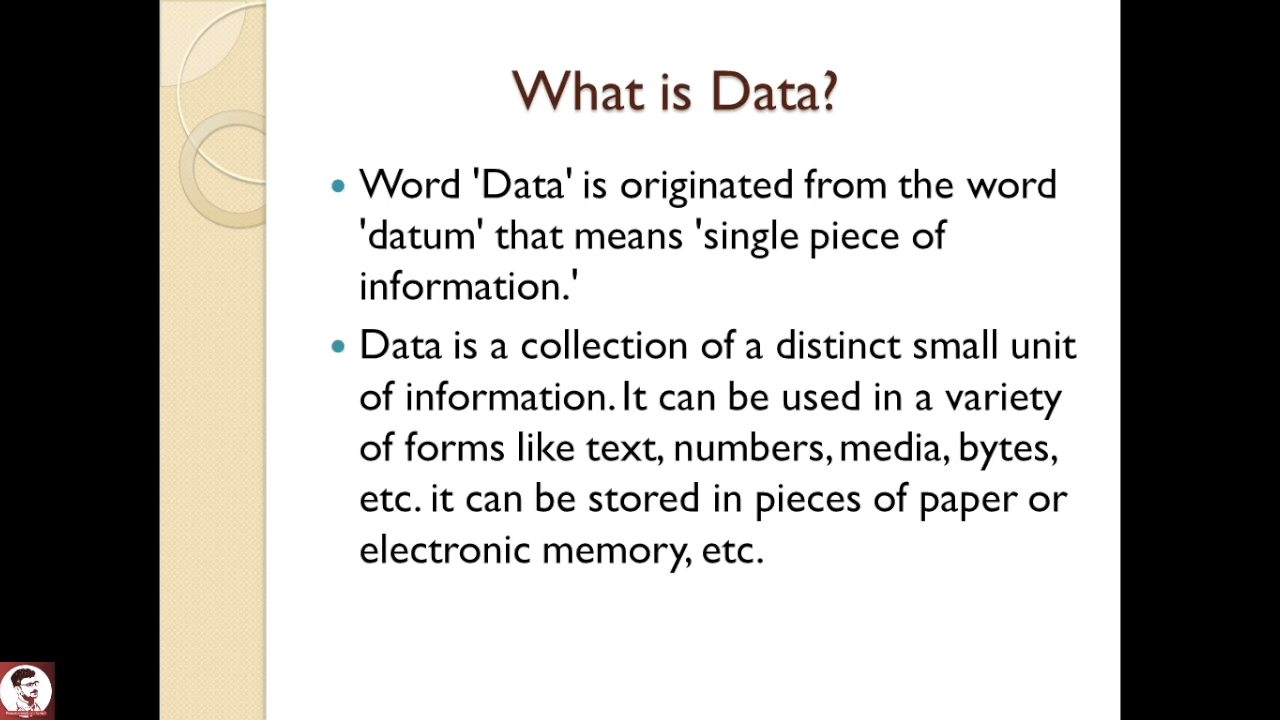 What is Data?
• Word 'Data' is originated from the word
'datum' that means 'single piece of
information.'
• Data is a collection of a distinct small unit
of information. It can be used in a variety
of forms like text, numbers, media, bytes,
etc. it can be stored in pieces of paper or
electronic memory, etc.